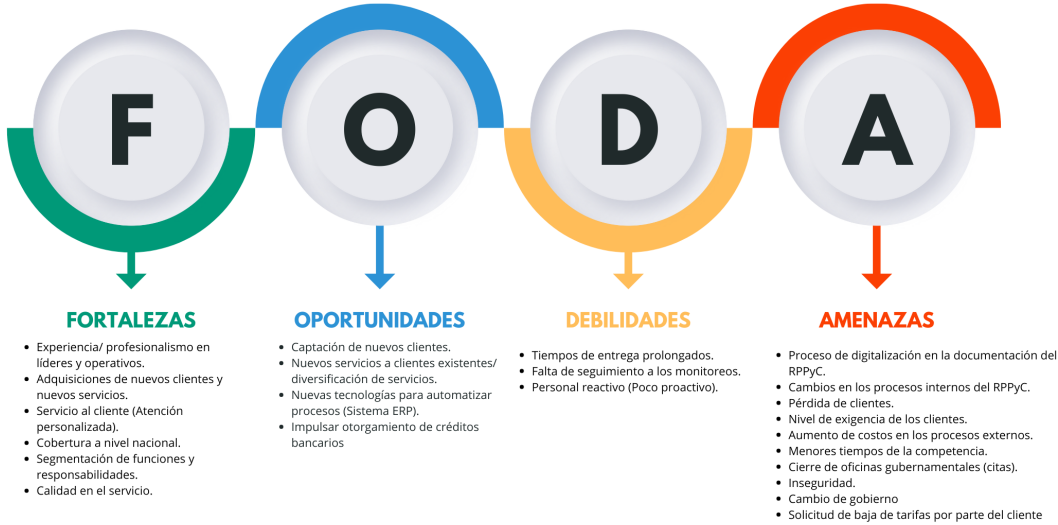 F
O
D
A
FORTALEZAS
• Experiencia/ profesionalismo en
líderes y operativos.
• Adquisiciones de nuevos clientes y
nuevos servicios.
• Servicio al cliente (Atención
personalizada).
• Cobertura a nivel nacional.
• Segmentación de funciones y
responsabilidades.
• Calidad en el servicio.
OPORTUNIDADES
• Captación de nuevos clientes.
• Nuevos servicios a clientes existentes/
diversificación de servicios.
• Nuevas tecnologías para automatizar
procesos (Sistema ERP).
• Impulsar otorgamiento de créditos
bancarios
DEBILIDADES
• Tiempos de entrega prolongados.
• Falta de seguimiento a los monitoreos.
• Personal reactivo (Poco proactivo).
AMENAZAS
• Proceso de digitalización en la documentación del
RPPyC.
• Cambios en los procesos internos del RPPyC.
• Pérdida de clientes.
• Nivel de exigencia de los clientes.
• Aumento de costos en los procesos externos.
• Menores tiempos de la competencia.
• Cierre de oficinas gubernamentales (citas).
• Inseguridad.
• Cambio de gobierno
• Solicitud de baja de tarifas por parte del cliente